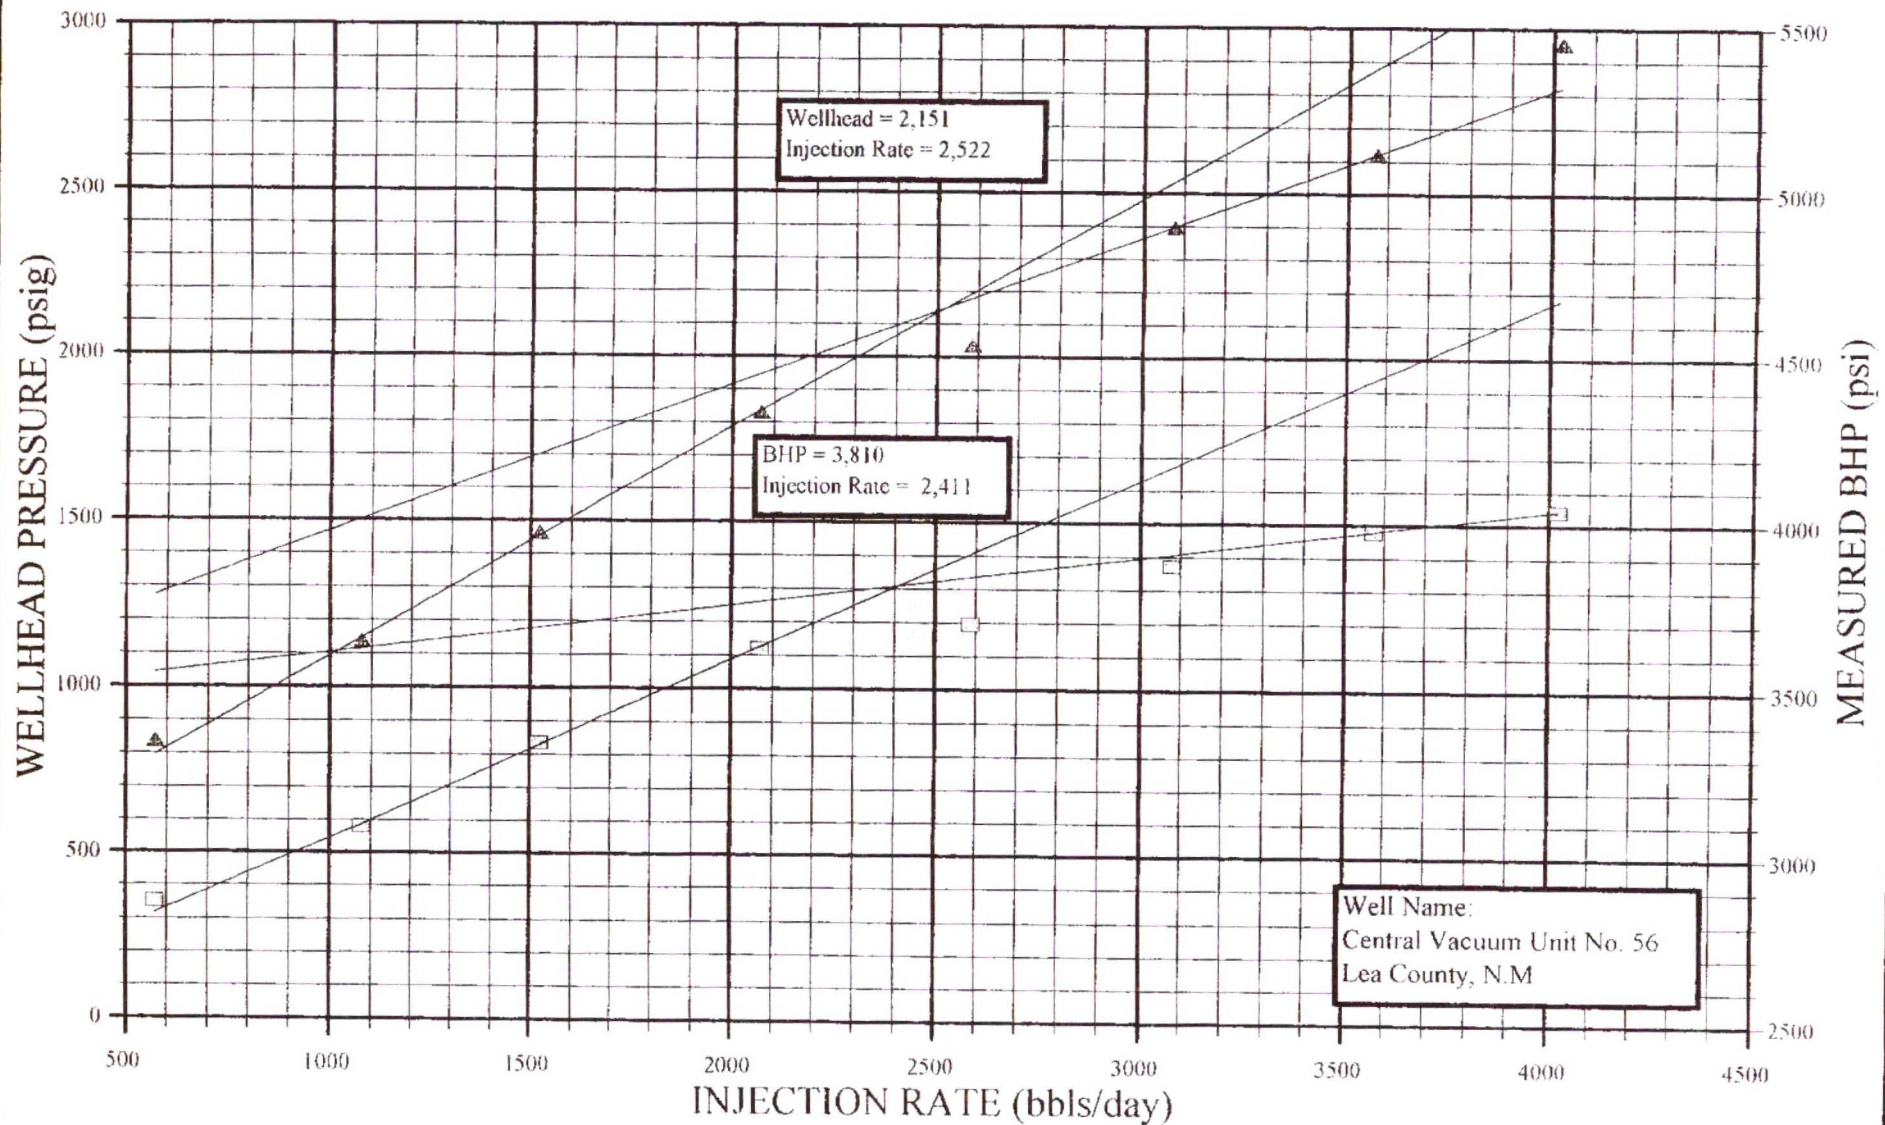 3000
2500
2000
1500
1000
500
0
WELLHEAD PRESSURE (psig)
Wellhead = 2,151
Injection Rate = 2,522
BHP = 3,810
Injection Rate = 2,411
Well Name:
Central Vacuum Unit No. 56
Lea County, N.M
5500
5000
4500
4000
3500
3000
2500
MEASURED BHP (psi)
500 1000 1500 2000 2500 3000 3500 4000 4500
INJECTION RATE (bbls/day)